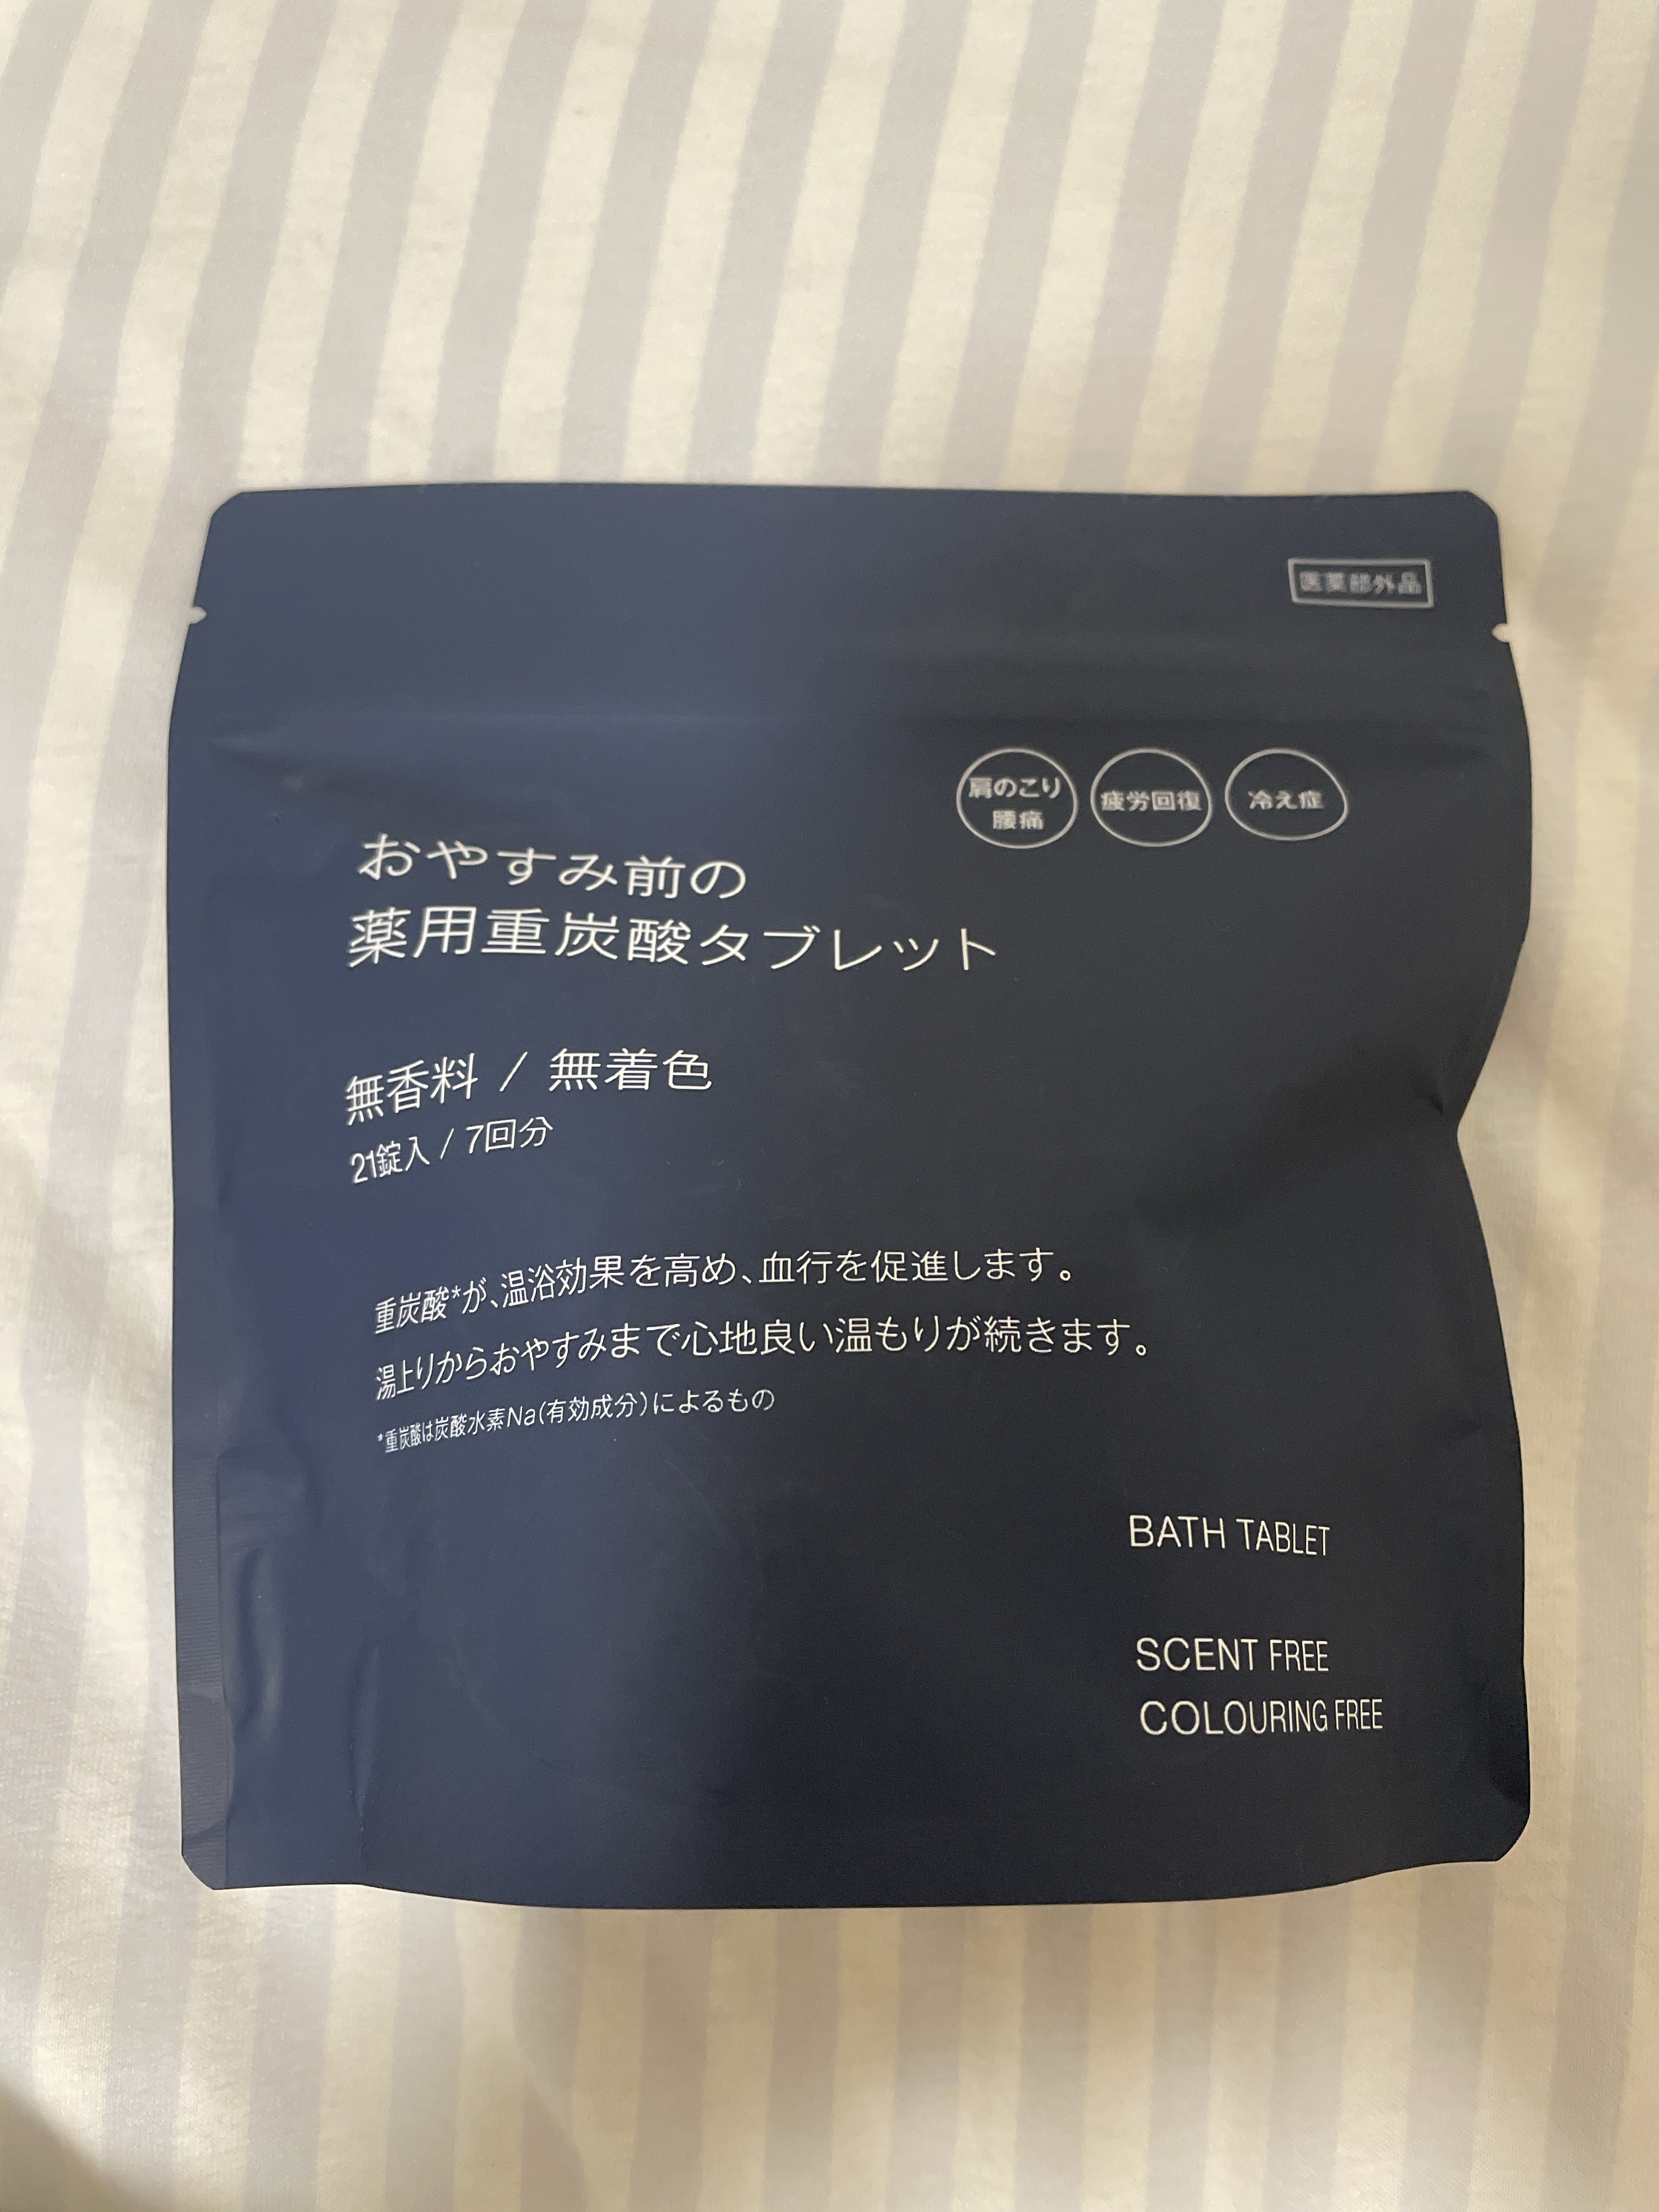 医薬部外品
肩のこり
腰痛
疲労回復
冷え症
おやすみ前の
薬用重炭酸タブレット
無香料 / 無着色
21錠入 / 7回分
重炭酸*が、温浴効果を高め、血行を促進します。
湯上りからおやすみまで心地良い温もりが続きます。
*重炭酸は炭酸水素Na(有効成分)によるもの
BATH TABLET
SCENT FREE
COLOURING FREE